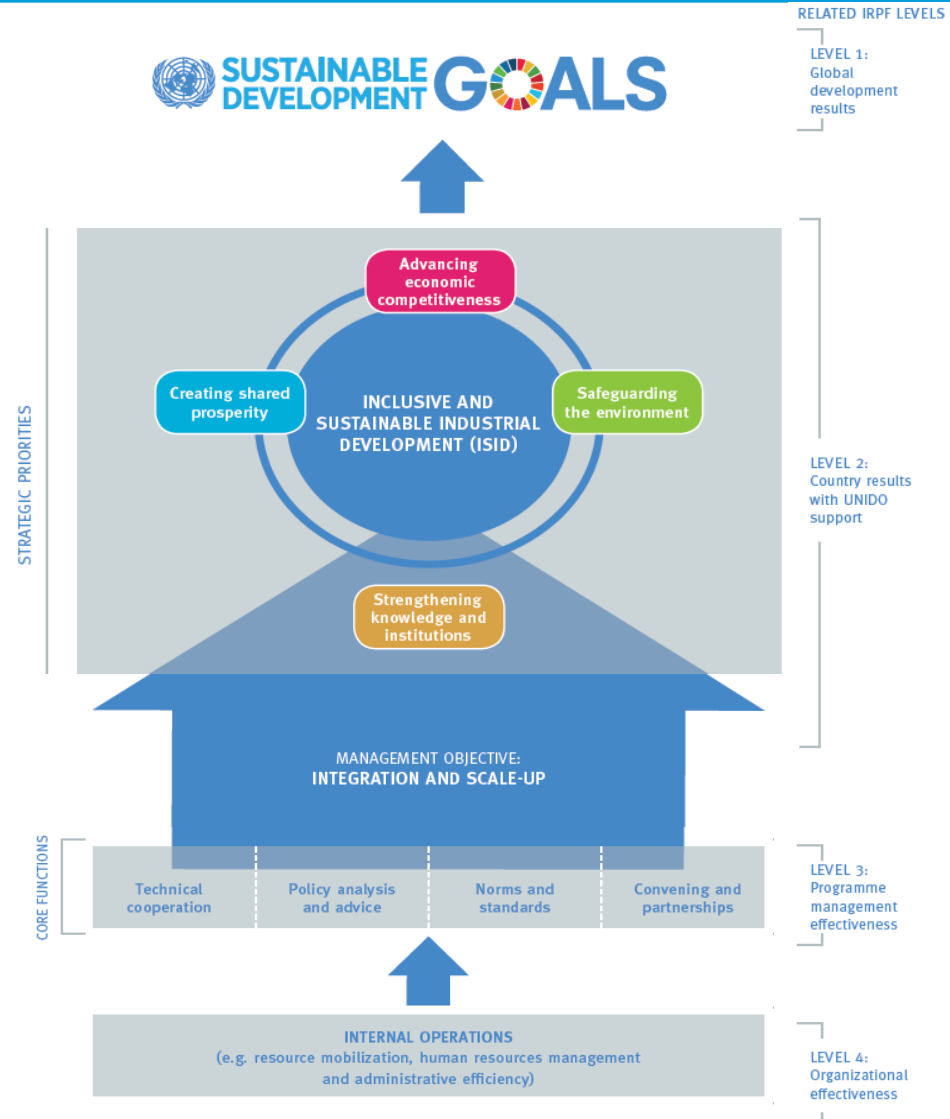 RELATED IRPF LEVELS
SUSTAINABLE
DEVELOPMENT
GOALS
LEVEL 1:
Global
development
results
Advancing
economic
competitiveness
Creating shared
prosperity
INCLUSIVE AND
SUSTAINABLE INDUSTRIAL
DEVELOPMENT (ISID)
Safeguarding
the environment
STRATEGIC PRIORITIES
LEVEL 2:
Country results
with UNIDO
support
Strengthening
knowledge and
institutions
MANAGEMENT OBJECTIVE:
INTEGRATION AND SCALE-UP
CORE FUNCTIONS
Technical
cooperation
Policy analysis
and advice
Norms and
standards
Convening and
partnerships
LEVEL 3:
Programme
management
effectiveness
INTERNAL OPERATIONS
(e.g. resource mobilization, human resources management
and administrative efficiency)
LEVEL 4:
Organizational
effectiveness